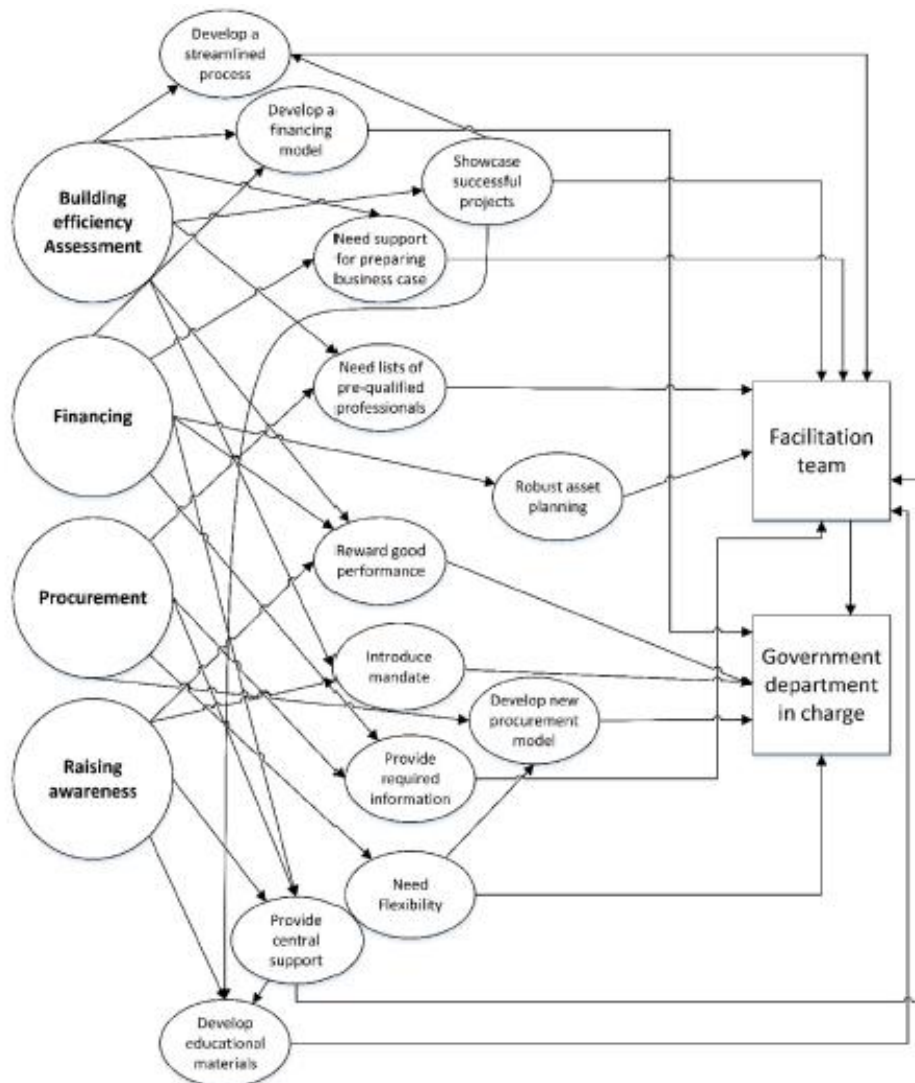 Develop a
streamlined
process
Develop a
financing
model
Showcase
successful
projects
Building
efficiency
Assessment
Need support
for preparing
business case
Financing
Need lists of
pre-qualified
professionals
Facilitation
team
Robust asset
planning
Reward good
performance
Procurement
Introduce
mandate
Government
department
in charge
Develop new
procurement
model
Raising
awareness
Provide
required
information
Need
Flexibility
Provide
central
support
Develop
educational
materials